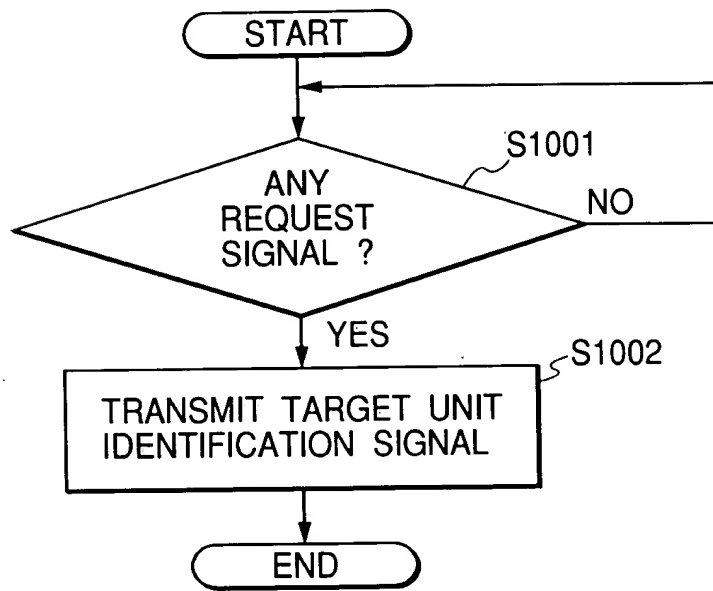 START
S1001
ANY
REQUEST
SIGNAL ?
NO
YES
S1002
TRANSMIT TARGET UNIT
IDENTIFICATION SIGNAL
END